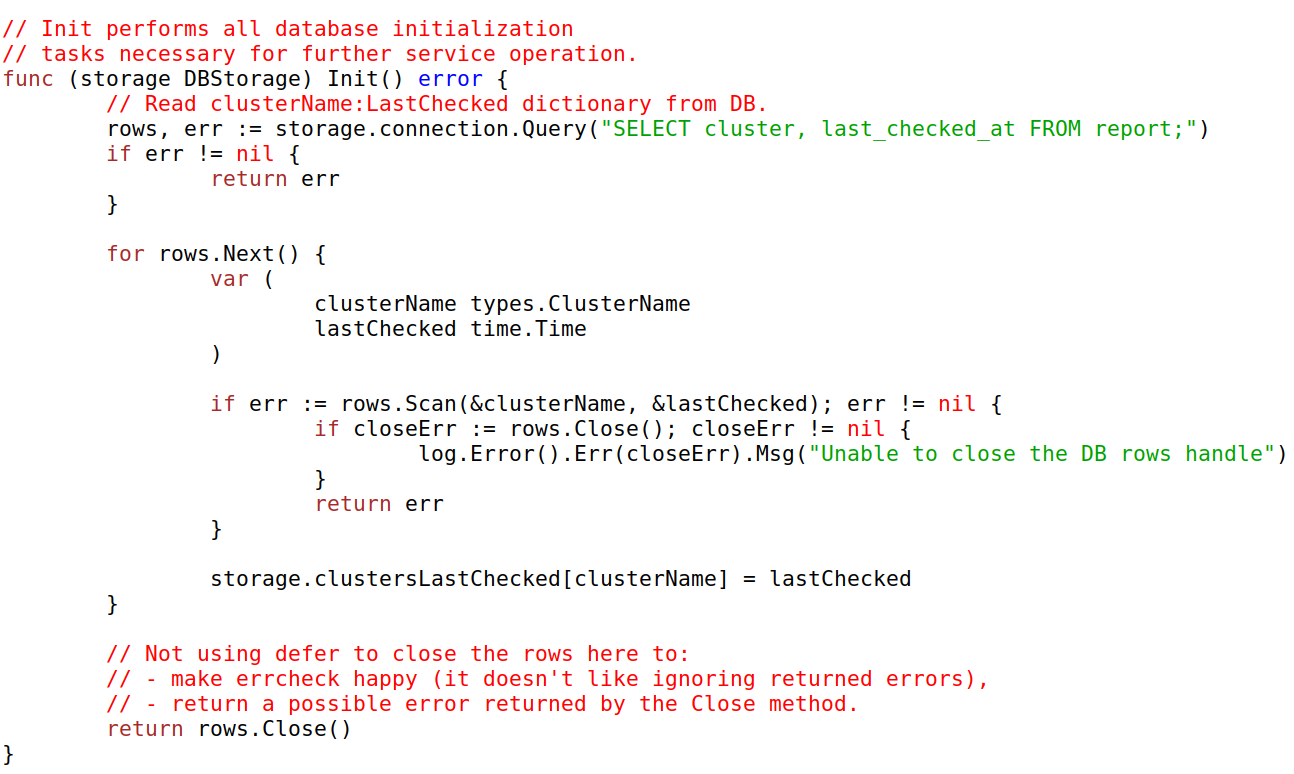 // Init performs all database initialization
// tasks necessary for further service operation.
func (storage DBStorage) Init() error {
        // Read clusterName:LastChecked dictionary from DB.
        rows, err := storage.connection.Query("SELECT cluster, last_checked_at FROM report;")
        if err != nil {
                return err
        }

        for rows.Next() {
                var (
                        clusterName types.ClusterName
                        lastChecked time.Time
                )

                if err := rows.Scan(&clusterName, &lastChecked); err != nil {
                        if closeErr := rows.Close(); closeErr != nil {
                                log.Error().Err(closeErr).Msg("Unable to close the DB rows handle")
                        }
                        return err
                }

                storage.clustersLastChecked[clusterName] = lastChecked
        }

        // Not using defer to close the rows here to:
        // - make errcheck happy (it doesn't like ignoring returned errors),
        // - return a possible error returned by the Close method.
        return rows.Close()
}